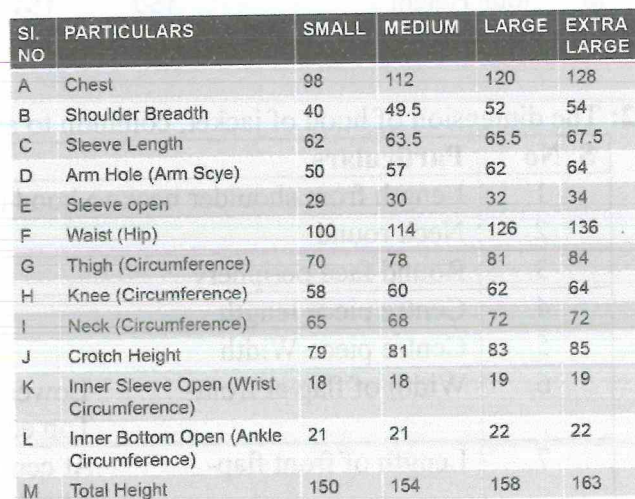 SI. NO PARTICULARS SMALL MEDIUM LARGE EXTRA LARGE
A Chest 98 112 120 128
B Shoulder Breadth 40 49.5 52 54
C Sleeve Length 62 63.5 65.5 67.5
D Arm Hole (Arm Scye) 50 57 62 64
E Sleeve open 29 30 32 34
F Waist (Hip) 100 114 126 136
G Thigh (Circumference) 70 78 81 84
H Knee (Circumference) 58 60 62 64
I Neck (Circumference) 65 68 72 72
J Crotch Height 79 81 83 85
K Inner Sleeve Open (Wrist 18 18 19 19
Circumference)
L Inner Bottom Open (Ankle 21 21 22 22
Circumference)
M Total Height 150 154 158 163